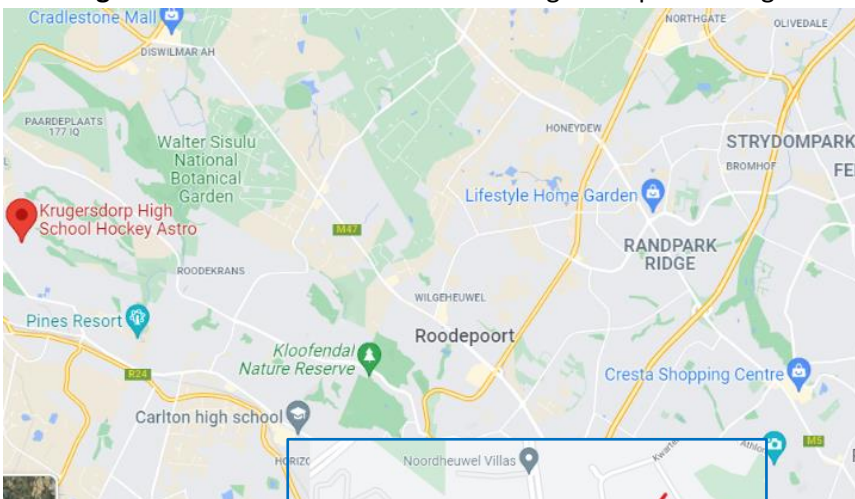 Cradlestone Mall
NORTHGATE
OLIVEDALE
DISWILMAR AH
PAARDEPLAATS
177 IQ
Walter Sisulu
National
Botanical
Garden
HONEYDEW
STRYDOMPARK
BROMHOF
Lifestyle Home Garden
Krugersdorp High
School Hockey Astro
M47
RANDPARK
RIDGE
ROODEKRANS
WILGEHEUWEL
Pines Resort
Roodepoort
Kloofendal
Nature Reserve
R24
Cresta Shopping Centre
Carlton high school
M5
Noordheuwel Villas